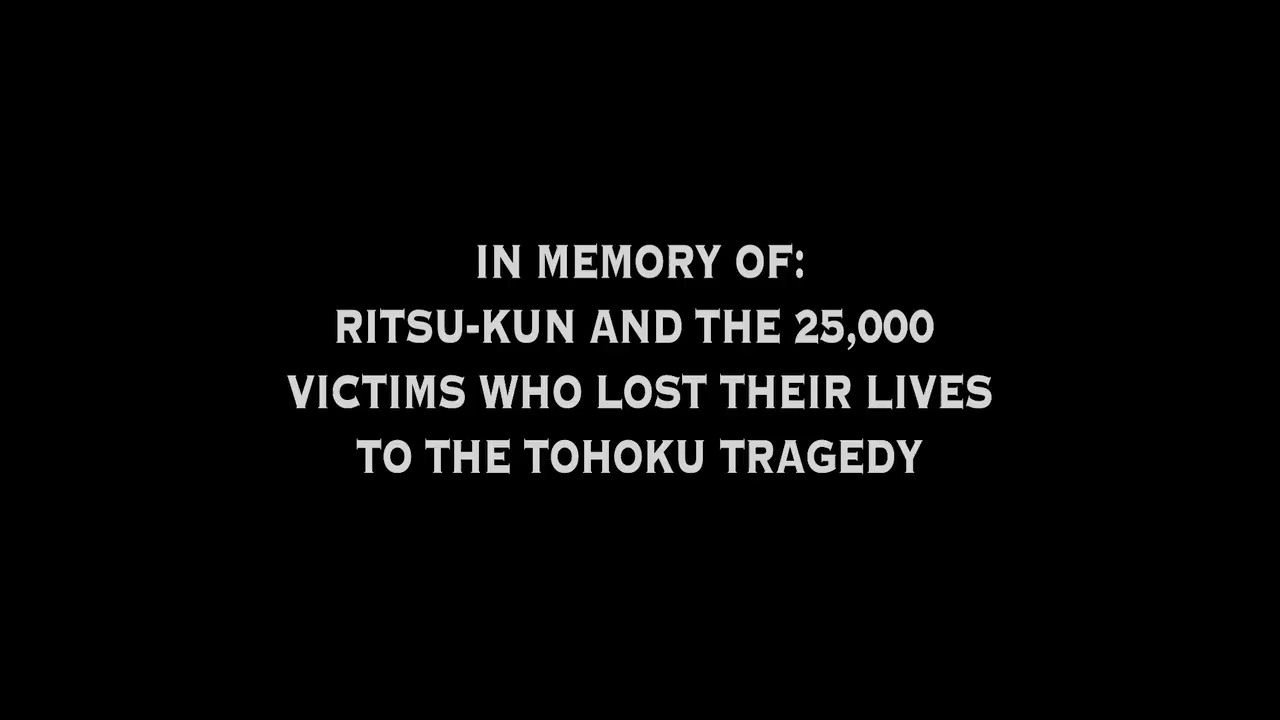 IN MEMORY OF:
RITSU-KUN AND THE 25,000
VICTIMS WHO LOST THEIR LIVES
TO THE TOHOKU TRAGEDY